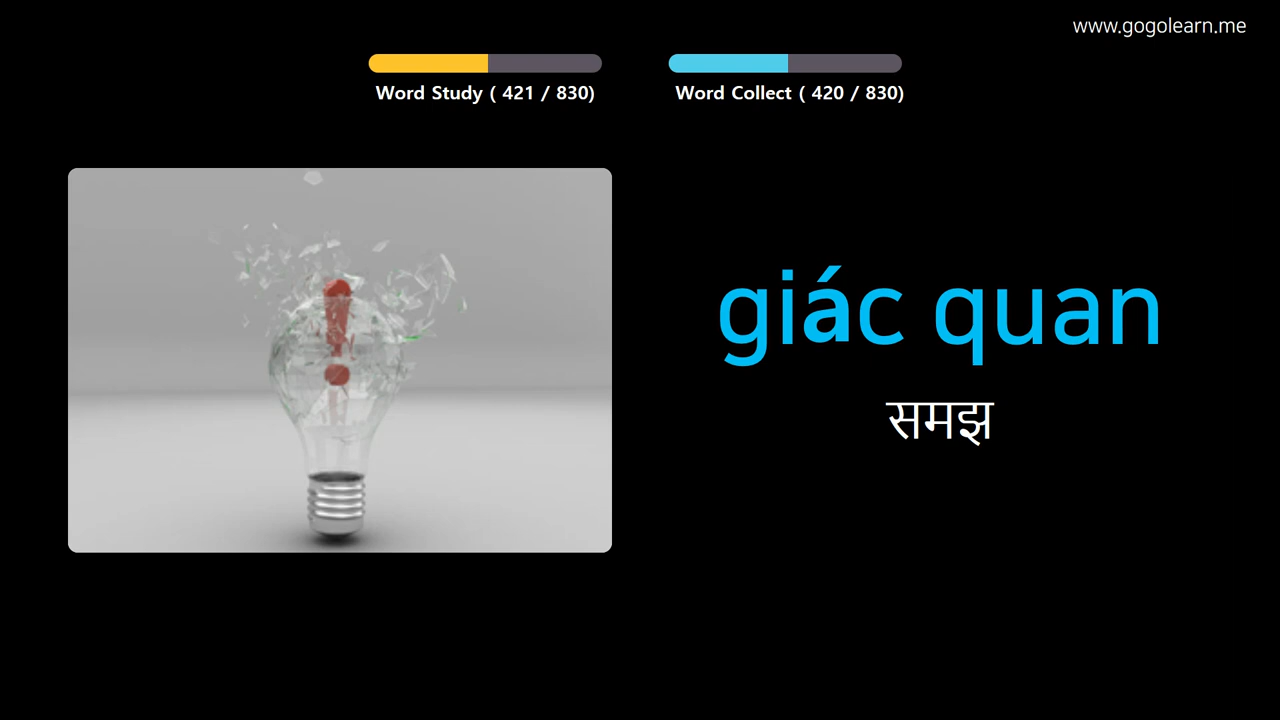 www.gogolearn.me
Word Study ( 421 / 830)
Word Collect ( 420 / 830)
giác quan
समझ